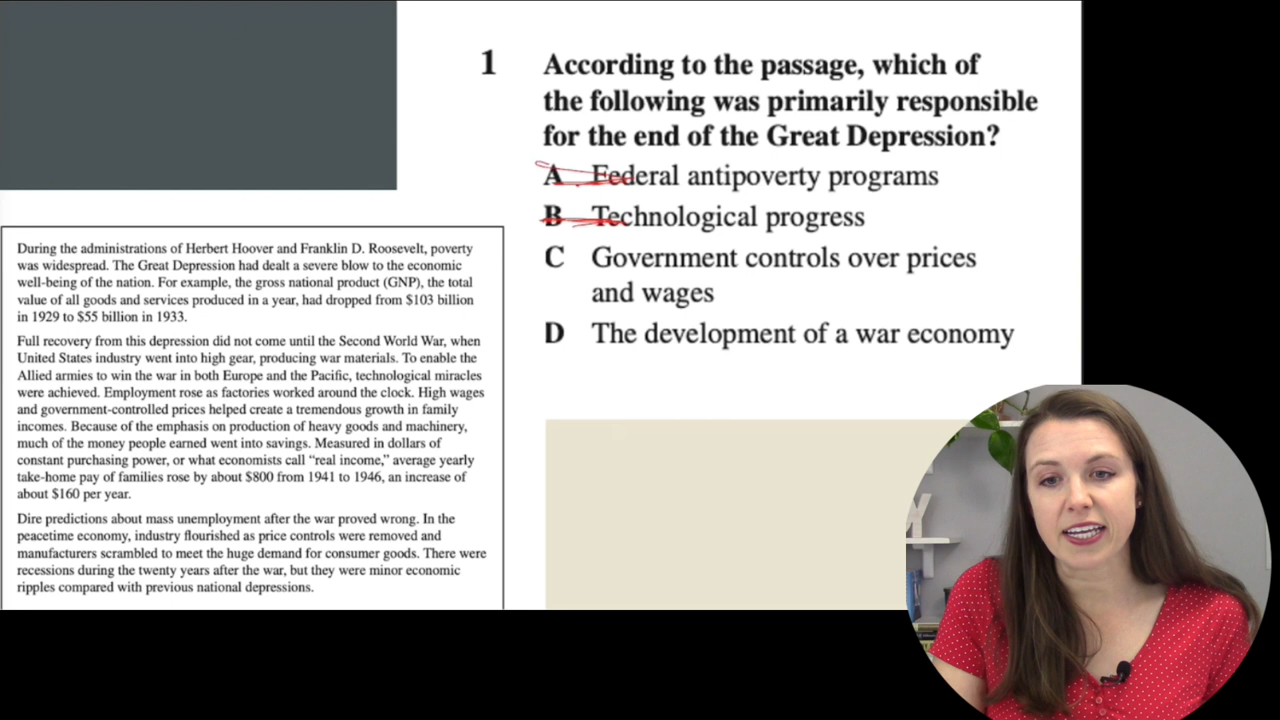 1 According to the passage, which of
the following was primarily responsible
for the end of the Great Depression?
A Federal antipoverty programs
B Technological progress
C Government controls over prices
and wages
D The development of a war economy
During the administrations of Herbert Hoover and Franklin D. Roosevelt, poverty
was widespread. The Great Depression had dealt a severe blow to the economic
well-being of the nation. For example, the gross national product (GNP), the total
value of all goods and services produced in a year, had dropped from $103 billion
in 1929 to $55 billion in 1933.
Full recovery from this depression did not come until the Second World War, when
United States industry went into high gear, producing war materials. To enable the
Allied armies to win the war in both Europe and the Pacific, technological miracles
were achieved. Employment rose as factories worked around the clock. High wages
and government-controlled prices helped create a tremendous growth in family
incomes. Because of the emphasis on production of heavy goods and machinery,
much of the money people earned went into savings. Measured in dollars of
constant purchasing power, or what economists call “real income,” average yearly
take-home pay of families rose by about $800 from 1941 to 1946, an increase of
about $160 per year.
Dire predictions about mass unemployment after the war proved wrong. In the
peacetime economy, industry flourished as price controls were removed and
manufacturers scrambled to meet the huge demand for consumer goods. There were
recessions during the twenty years after the war, but they were minor economic
ripples compared with previous national depressions.